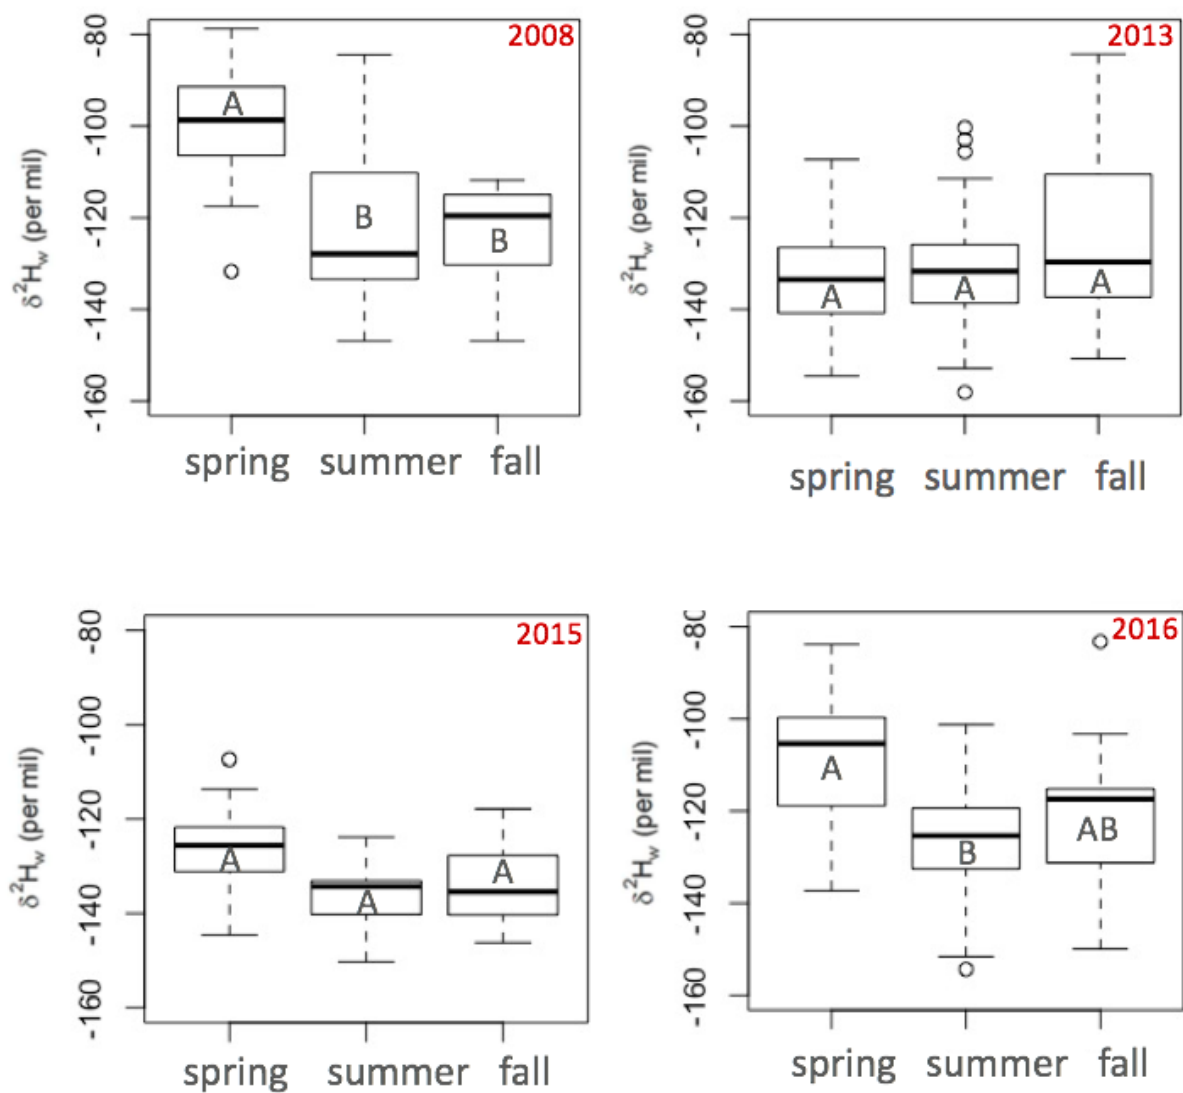 2008
δ²Hw (per mil)
-80
-100
-120
-140
-160
A
B
B
spring summer fall
2013
δ²Hw (per mil)
-80
-100
-120
-140
-160
A
A
A
spring summer fall
2015
δ²Hw (per mil)
-80
-100
-120
-140
-160
A
A
A
spring summer fall
2016
δ²Hw (per mil)
-80
-100
-120
-140
-160
A
B
AB
spring summer fall